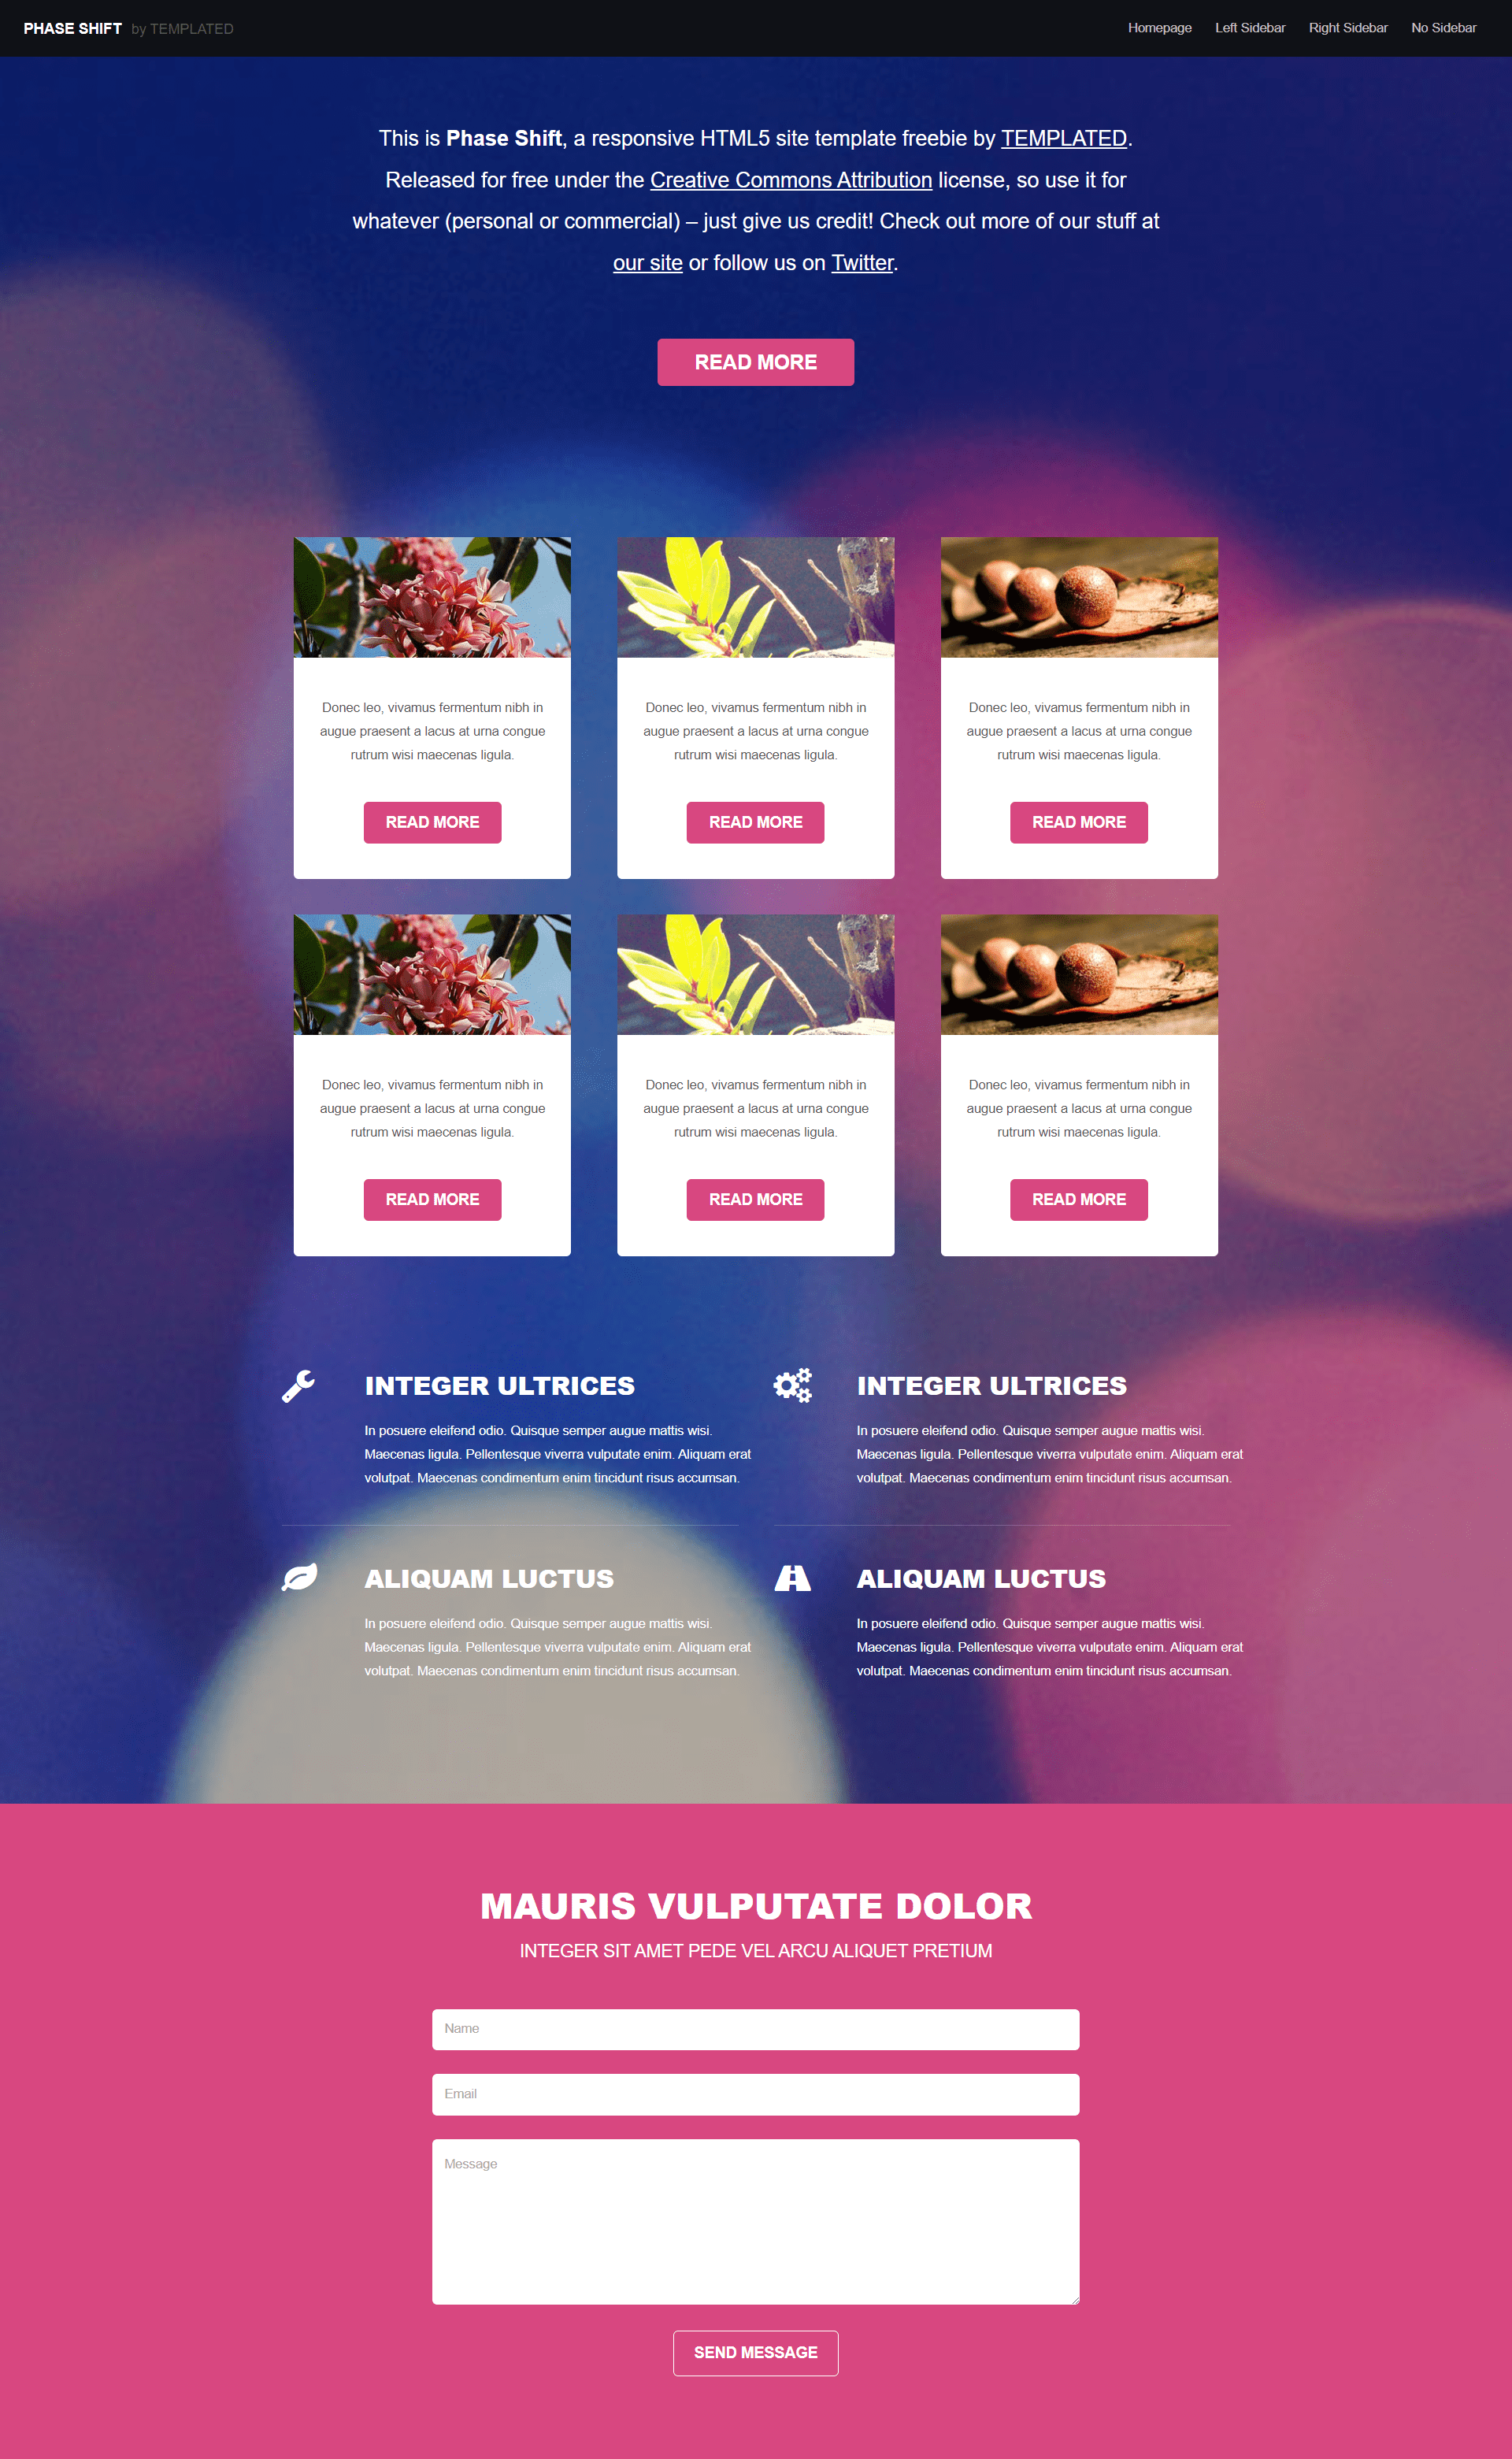 PHASE SHIFT by TEMPLATED
Homepage Left Sidebar Right Sidebar No Sidebar
This is Phase Shift, a responsive HTML5 site template freebie by TEMPLATED.
Released for free under the Creative Commons Attribution license, so use it for
whatever (personal or commercial) – just give us credit! Check out more of our stuff at
our site or follow us on Twitter.
READ MORE
Donec leo, vivamus fermentum nibh in
augue praesent a lacus at urna congue
rutrum wisi maecenas ligula.
READ MORE
Donec leo, vivamus fermentum nibh in
augue praesent a lacus at urna congue
rutrum wisi maecenas ligula.
READ MORE
Donec leo, vivamus fermentum nibh in
augue praesent a lacus at urna congue
rutrum wisi maecenas ligula.
READ MORE
Donec leo, vivamus fermentum nibh in
augue praesent a lacus at urna congue
rutrum wisi maecenas ligula.
READ MORE
Donec leo, vivamus fermentum nibh in
augue praesent a lacus at urna congue
rutrum wisi maecenas ligula.
READ MORE
Donec leo, vivamus fermentum nibh in
augue praesent a lacus at urna congue
rutrum wisi maecenas ligula.
READ MORE
INTEGER ULTRICES
In posuere eleifend odio. Quisque semper augue mattis wisi.
Maecenas ligula. Pellentesque viverra vulputate enim. Aliquam erat
volutpat. Maecenas condimentum enim tincidunt risus accumsan.
INTEGER ULTRICES
In posuere eleifend odio. Quisque semper augue mattis wisi.
Maecenas ligula. Pellentesque viverra vulputate enim. Aliquam erat
volutpat. Maecenas condimentum enim tincidunt risus accumsan.
ALIQUAM LUCTUS
In posuere eleifend odio. Quisque semper augue mattis wisi.
Maecenas ligula. Pellentesque viverra vulputate enim. Aliquam erat
volutpat. Maecenas condimentum enim tincidunt risus accumsan.
ALIQUAM LUCTUS
In posuere eleifend odio. Quisque semper augue mattis wisi.
Maecenas ligula. Pellentesque viverra vulputate enim. Aliquam erat
volutpat. Maecenas condimentum enim tincidunt risus accumsan.
MAURIS VULPUTATE DOLOR
INTEGER SIT AMET PEDE VEL ARCU ALIQUET PRETIUM
Name
Email
Message
SEND MESSAGE